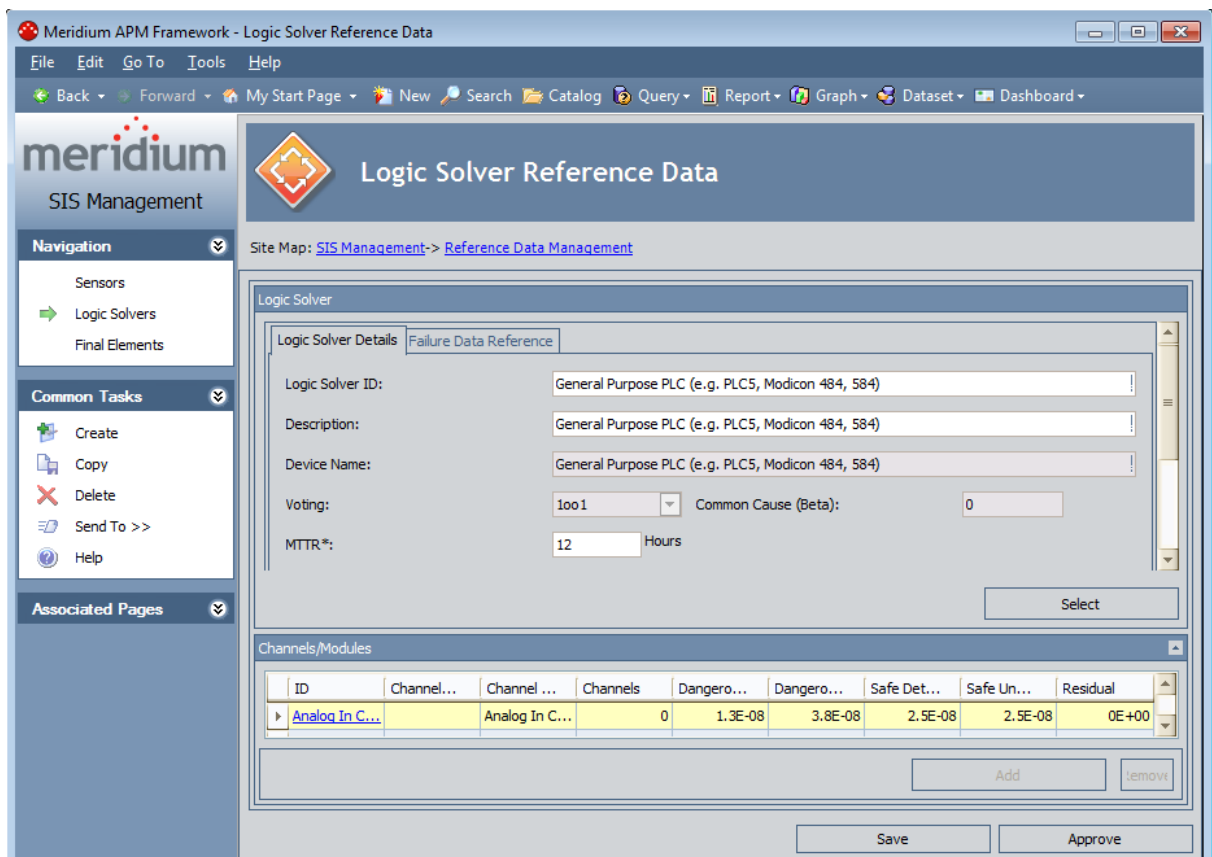 Meridium APM Framework - Logic Solver Reference Data
File Edit Go To Tools Help
Back Forward My Start Page New Search Catalog Query Report Graph Dataset Dashboard
meridium
SIS Management
Logic Solver Reference Data
Navigation
Sensors
Logic Solvers
Final Elements
Common Tasks
Create
Copy
Delete
Send To >>
Help
Associated Pages
Site Map: SIS Management-> Reference Data Management
Logic Solver
Logic Solver Details Failure Data Reference
Logic Solver ID: General Purpose PLC (e.g. PLC5, Modicon 484, 584)
Description: General Purpose PLC (e.g. PLC5, Modicon 484, 584)
Device Name: General Purpose PLC (e.g. PLC5, Modicon 484, 584)
Voting: 1oo1 Common Cause (Beta): 0
MTTR*: 12 Hours
Select
Channels/Modules
ID Channel... Channel ... Channels Dangero... Dangero... Safe Det... Safe Un... Residual
Analog In C... Analog In C... 0 1.3E-08 3.8E-08 2.5E-08 2.5E-08 0E+00
Add emove
Save Approve